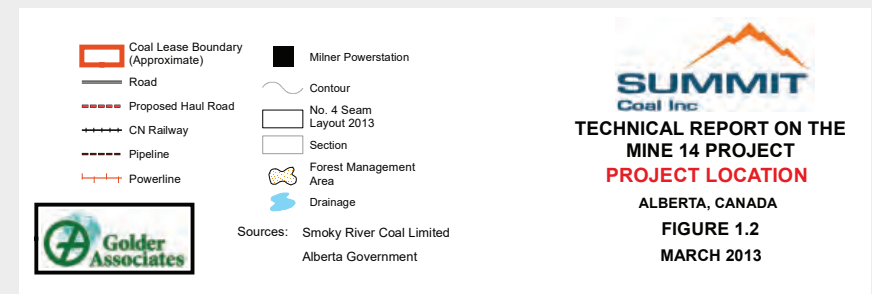 Coal Lease Boundary
(Approximate)
Road
Proposed Haul Road
CN Railway
Pipeline
Powerline
Golder
Associates
Milner Powerstation
Contour
No. 4 Seam
Layout 2013
Section
Forest Management
Area
Drainage
Sources: Smoky River Coal Limited
Alberta Government
SUMMIT
Coal Inc
TECHNICAL REPORT ON THE
MINE 14 PROJECT
PROJECT LOCATION
ALBERTA, CANADA
FIGURE 1.2
MARCH 2013